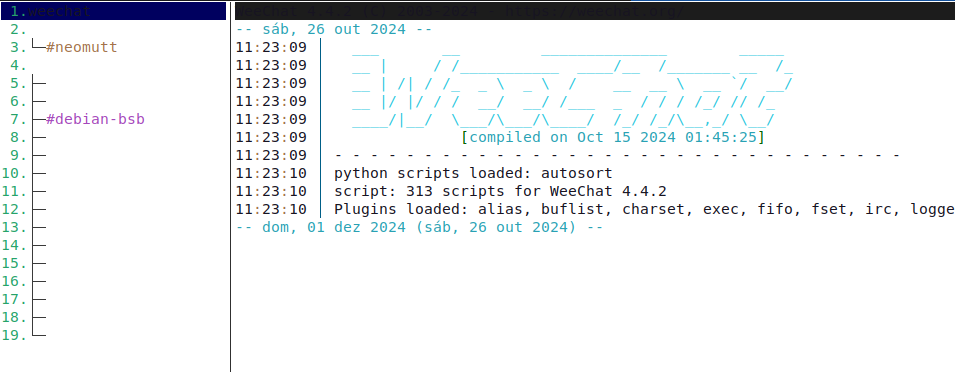 1.weechat
2.
3. #neomutt
4.
5.
6.
7. #debian-bsb
8.
9.
10.
11.
12.
13.
14.
15.
16.
17.
18.
19.
-- sáb, 26 out 2024 --
11:23:09
11:23:09
11:23:09
11:23:09
11:23:09
11:23:09 [compiled on Oct 15 2024 01:45:25]
11:23:09 - - - - - - - - - - - - - - - - - - - - - - - - - - - - - - - -
11:23:10 python scripts loaded: autosort
11:23:10 script: 313 scripts for WeeChat 4.4.2
11:23:10 Plugins loaded: alias, buflist, charset, exec, fifo, fset, irc, logge
-- dom, 01 dez 2024 (sáb, 26 out 2024) --